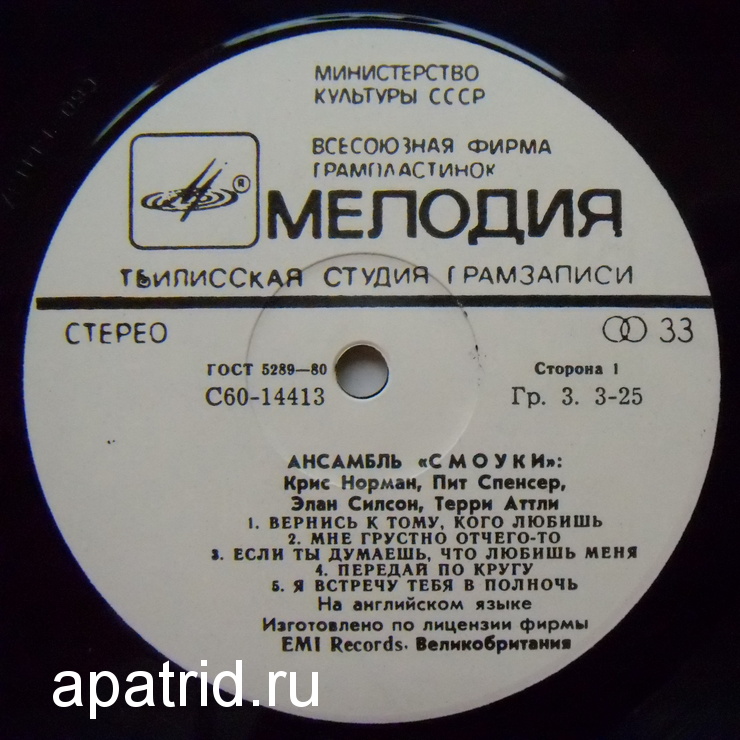 МИНИСТЕРСТВО
КУЛЬТУРЫ СССР
ВСЕСОЮЗНАЯ ФИРМА
ГРАМПЛАСТИНОК
®
МЕЛОДИЯ
ТБИЛИССКАЯ СТУДИЯ ГРАМЗАПИСИ
СТЕРЕО
33
ГОСТ 5289—80
Сторона 1
С60-14413
Гр. 3. 3-25
АНСАМБЛЬ «СМОУКИ»:
Крис Норман, Пит Спенсер,
Элан Силсон, Терри Аттли
1. ВЕРНИСЬ К ТОМУ, КОГО ЛЮБИШЬ
2. МНЕ ГРУСТНО ОТЧЕГО-ТО
3. ЕСЛИ ТЫ ДУМАЕШЬ, ЧТО ЛЮБИШЬ МЕНЯ
4. ПЕРЕДАЙ ПО КРУГУ
5. Я ВСТРЕЧУ ТЕБЯ В ПОЛНОЧЬ
На английском языке
Изготовлено по лицензии фирмы
EMI Records. Великобритания
apatrid.ru